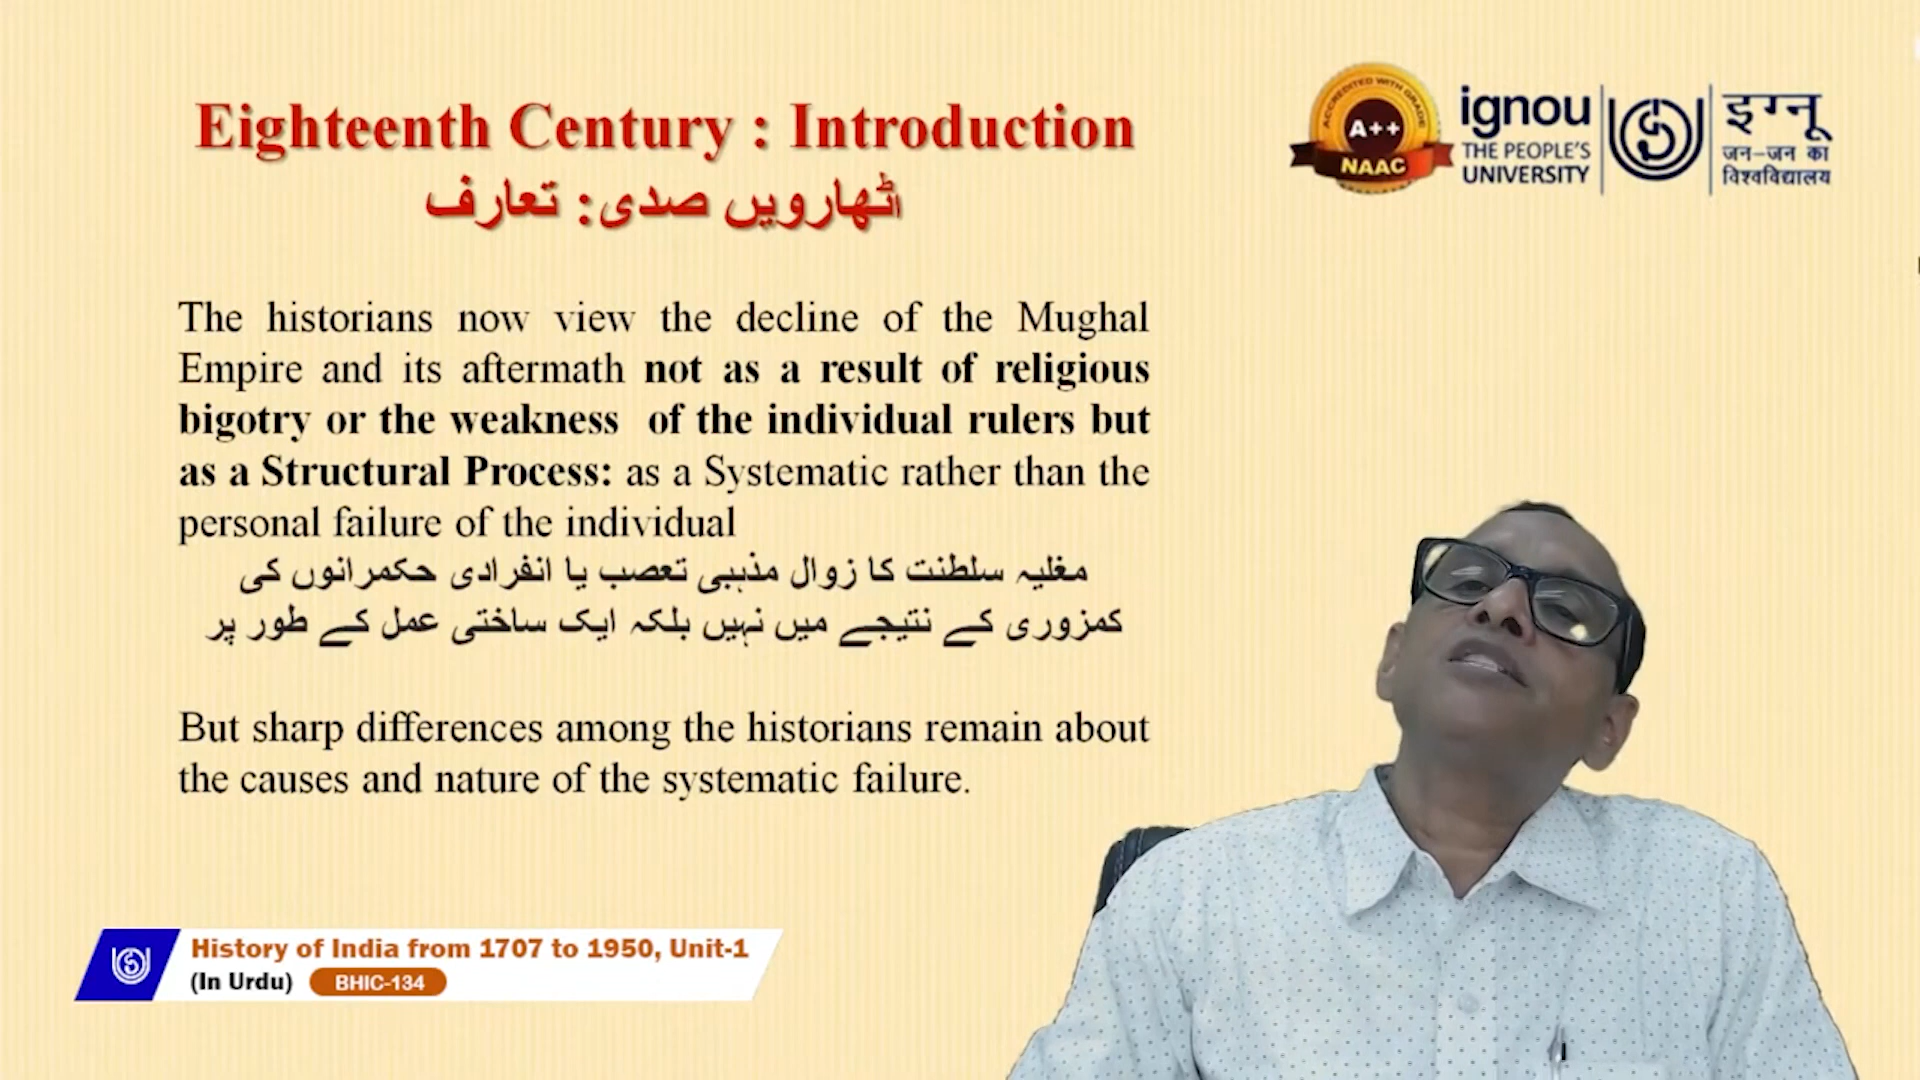 Eighteenth Century : Introduction
اٹھارویں صدی: تعارف
ACCREDITED WITH GRADE
A++
NAAC
ignou
THE PEOPLE'S
UNIVERSITY
इग्नू
जन-जन का
विश्वविद्यालय
The historians now view the decline of the Mughal
Empire and its aftermath not as a result of religious
bigotry or the weakness of the individual rulers but
as a Structural Process: as a Systematic rather than the
personal failure of the individual
مغلیہ سلطنت کا زوال مذہبی تعصب یا انفرادی حکمرانوں کی
کمزوری کے نتیجے میں نہیں بلکہ ایک ساختی عمل کے طور پر
But sharp differences among the historians remain about
the causes and nature of the systematic failure.
History of India from 1707 to 1950, Unit-1
(In Urdu) BHIC-134